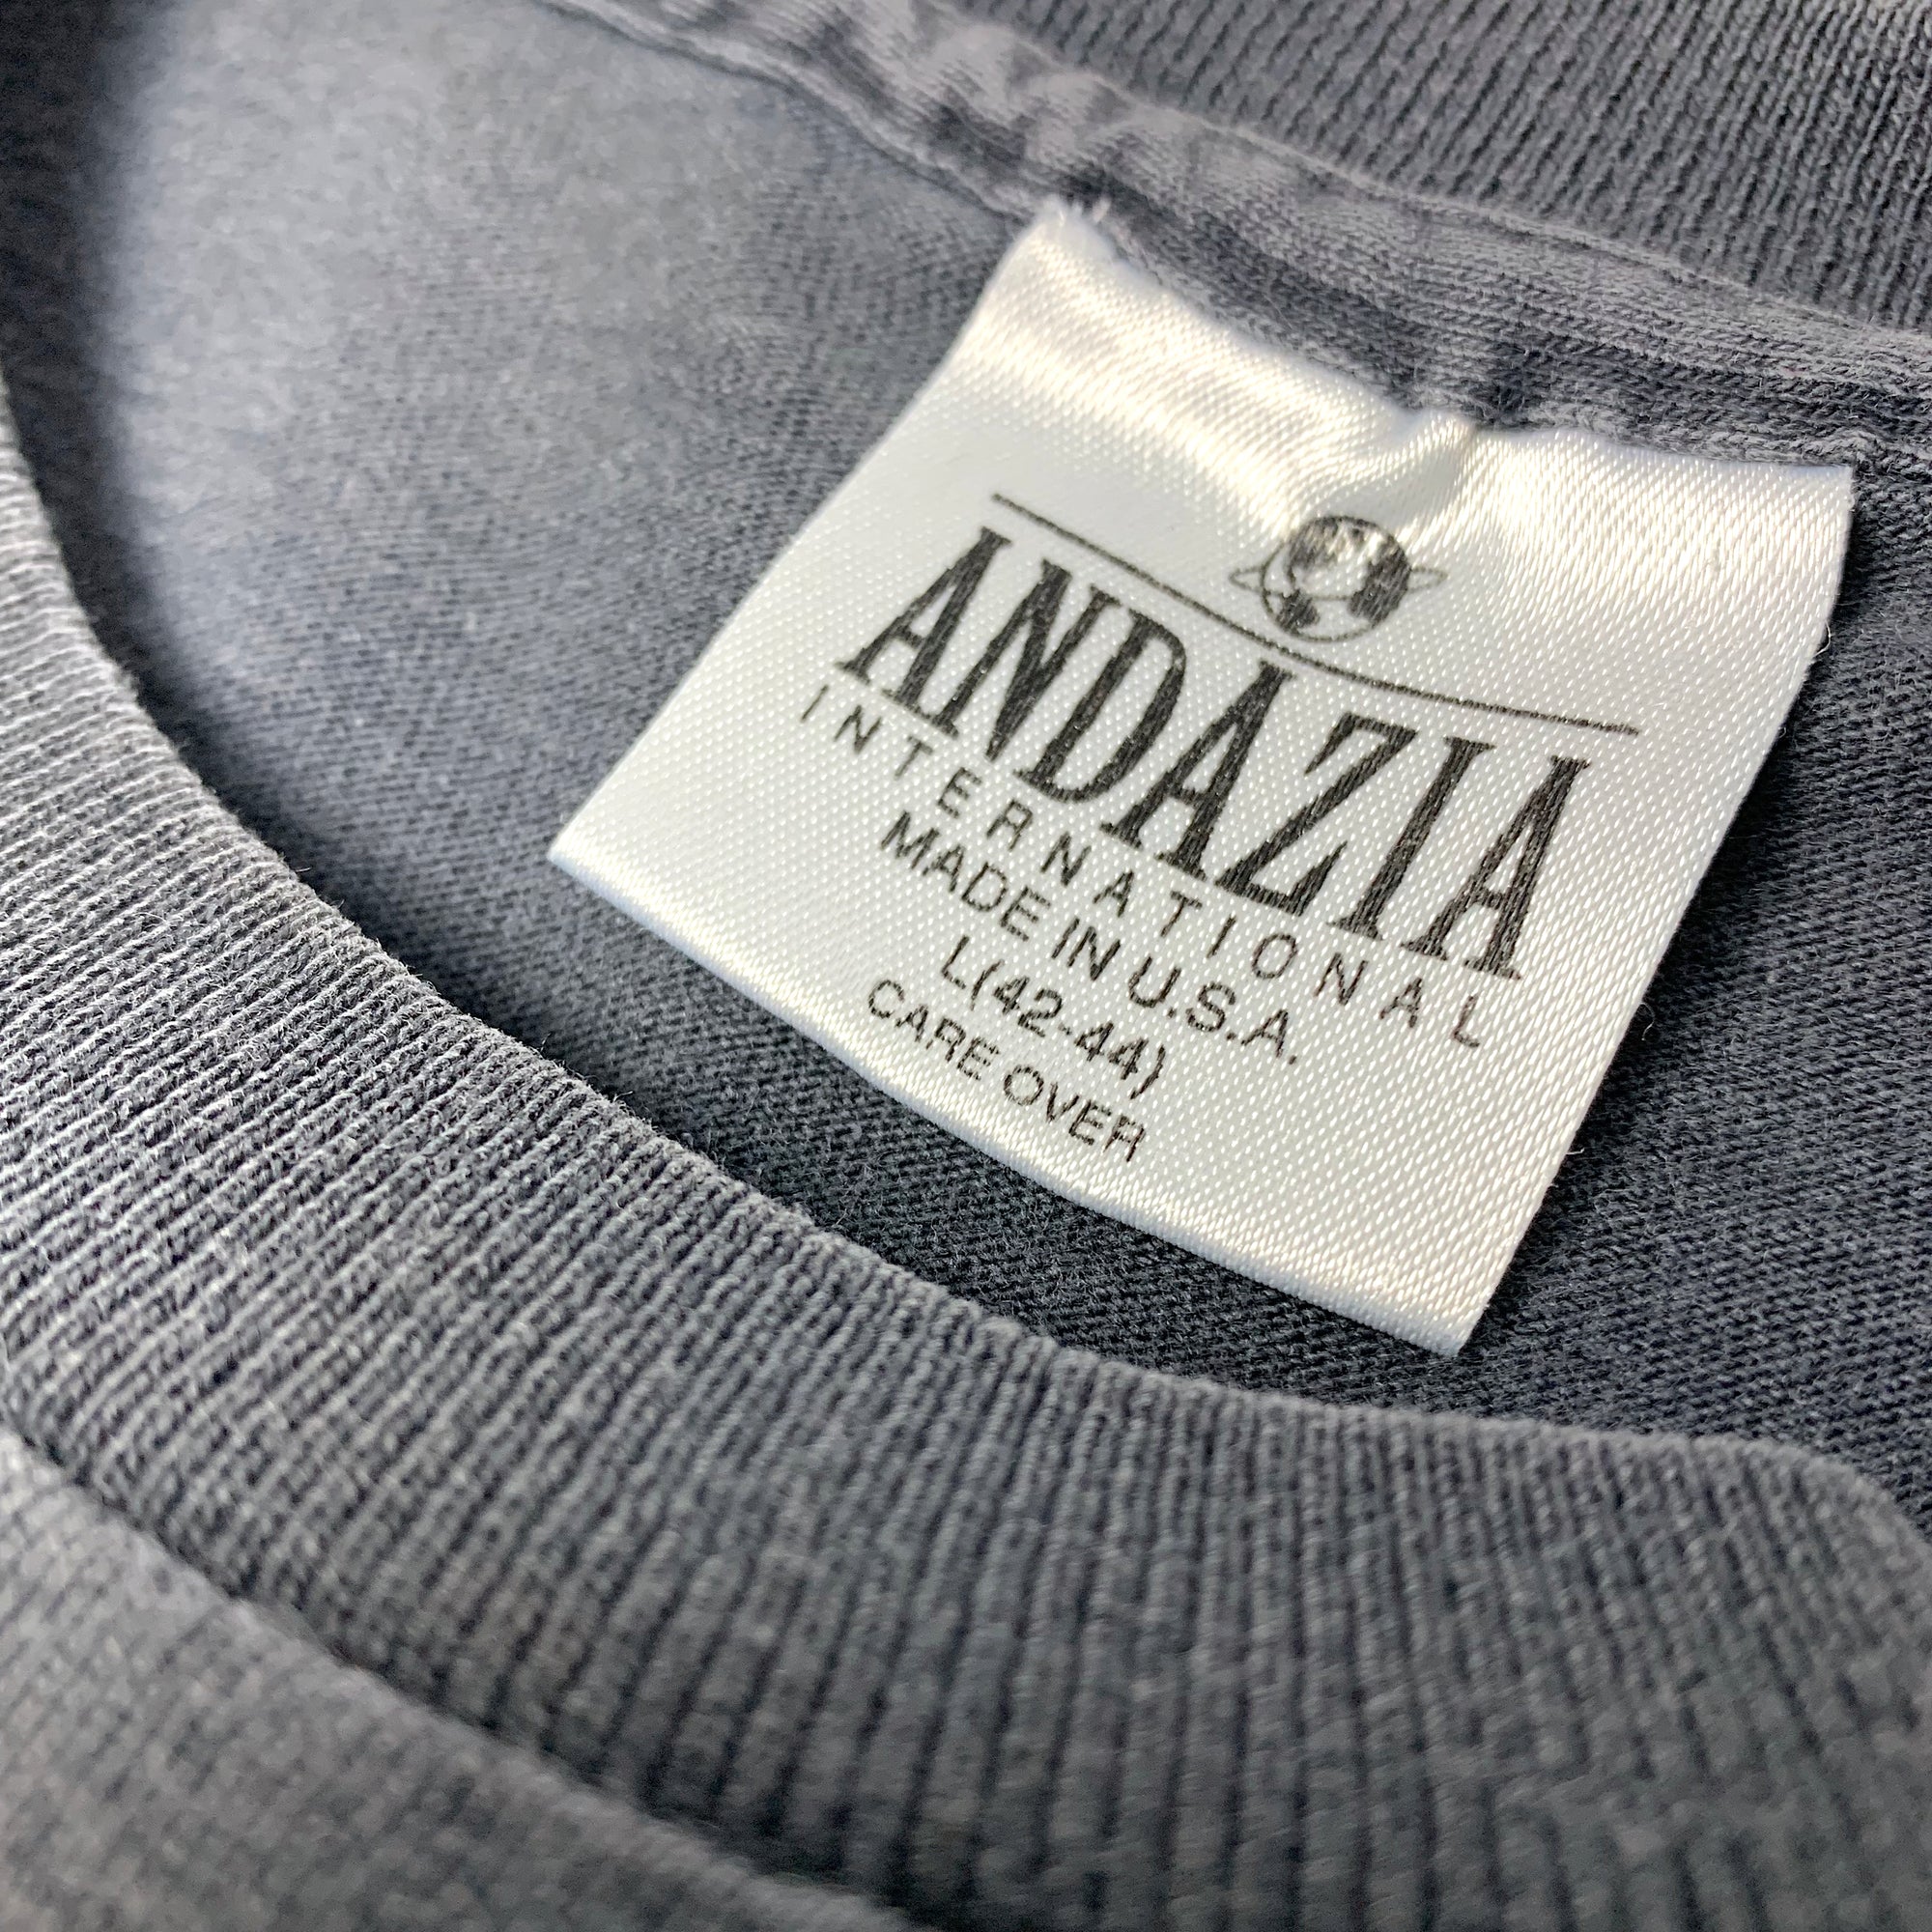 ANDAZIA
INTERNATIONAL
MADE IN U.S.A.
L(42-44)
CARE OVER